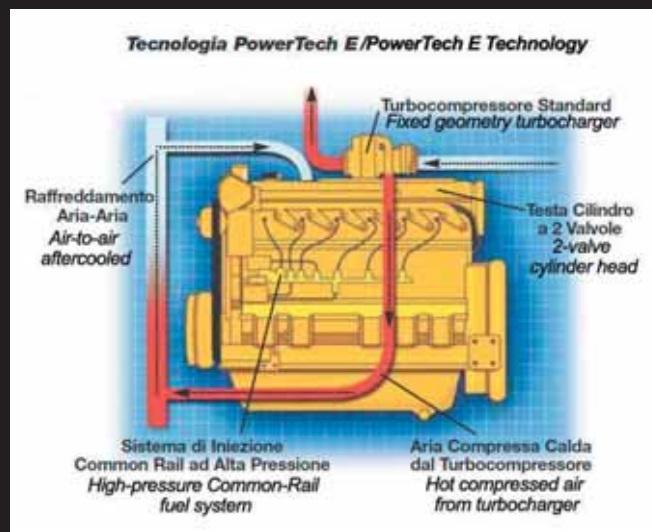 Tecnologia PowerTech E/PowerTech E Technology
Turbocompressore Standard
Fixed geometry turbocharger
Raffreddamento
Aria-Aria
Air-to-air
aftercooled
Testa Cilindro
a 2 Valvole
2-valve
cylinder head
Sistema di Iniezione
Common Rail ad Alta Pressione
High-pressure Common-Rail
fuel system
Aria Compressa Calda
dal Turbocompressore
Hot compressed air
from turbocharger